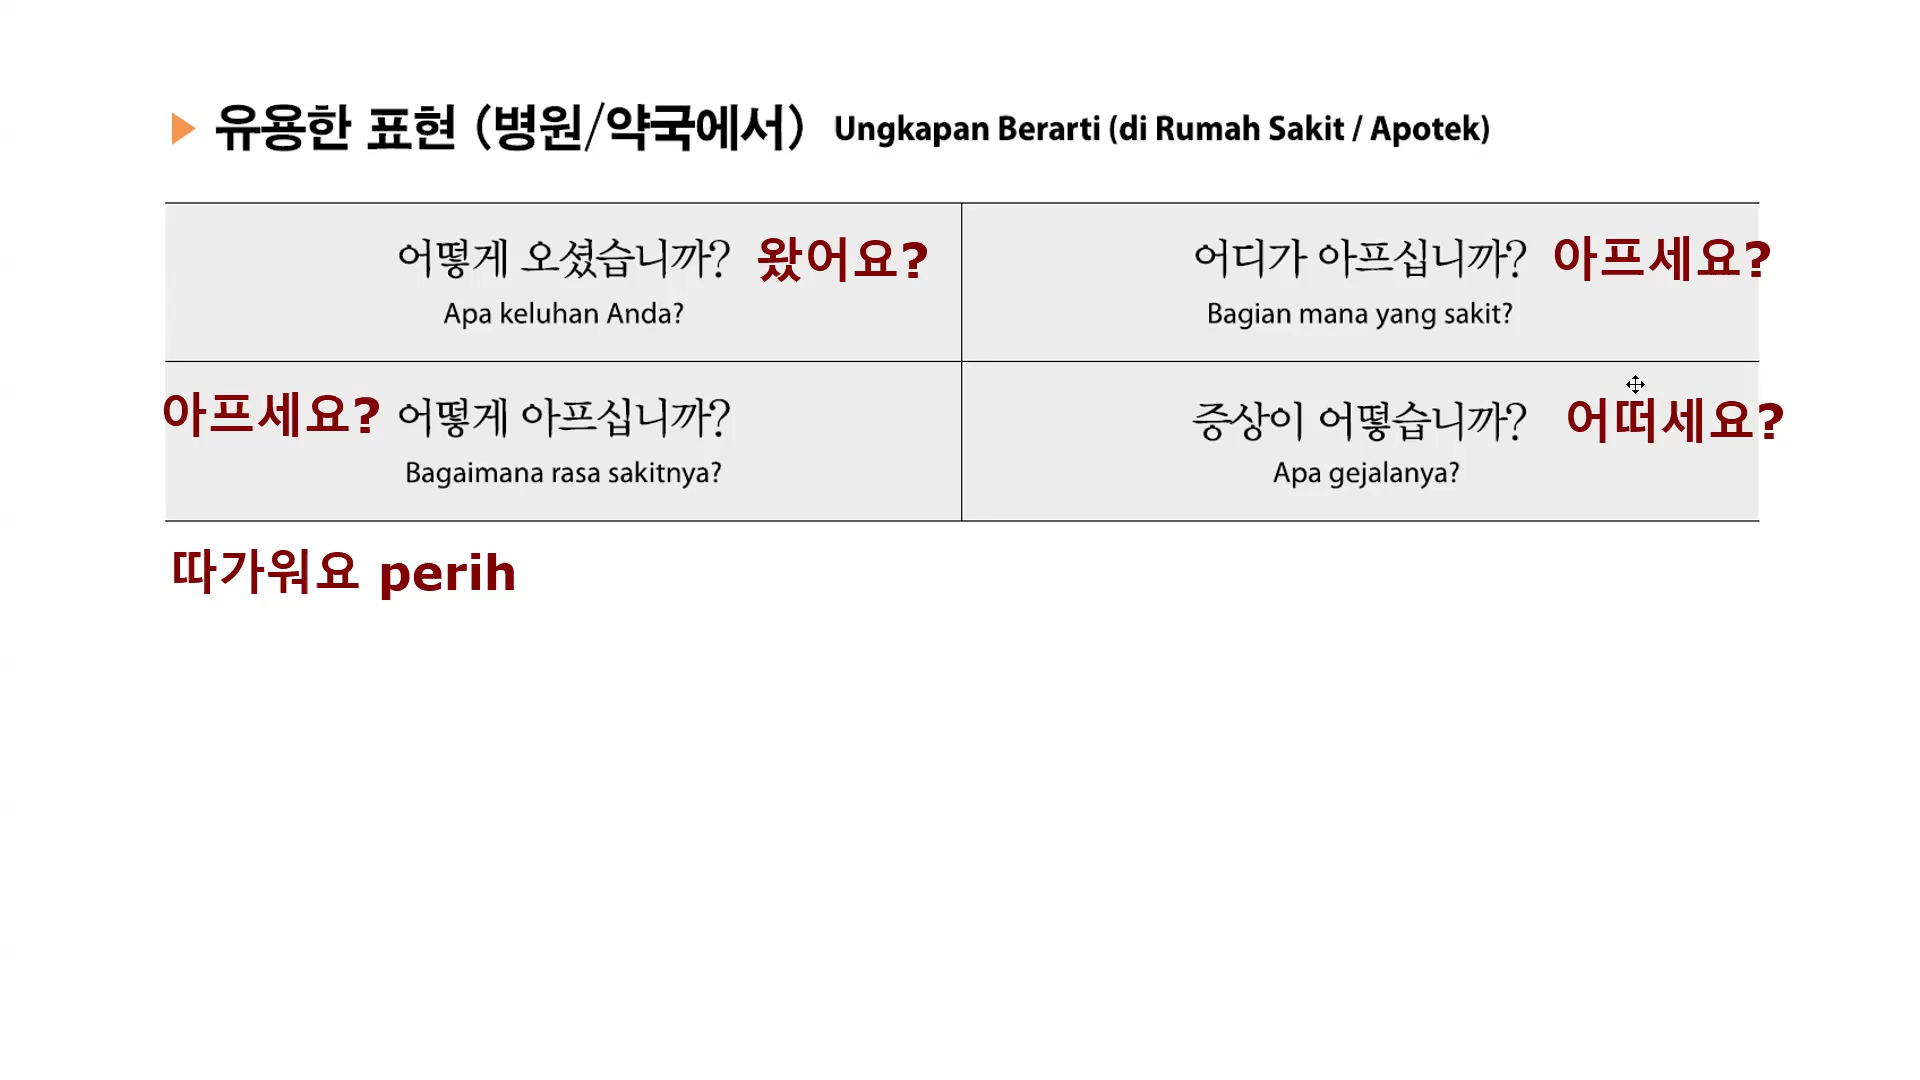 ▶ 유용한 표현 (병원/약국에서) Ungkapan Berarti (di Rumah Sakit / Apotek)
어떻게 오셨습니까? 왔어요?
Apa keluhan Anda?
어디가 아프십니까? 아프세요?
Bagian mana yang sakit?
아프세요? 어떻게 아프십니까?
Bagaimana rasa sakitnya?
증상이 어떻습니까? 어떠세요?
Apa gejalanya?
따가워요 perih